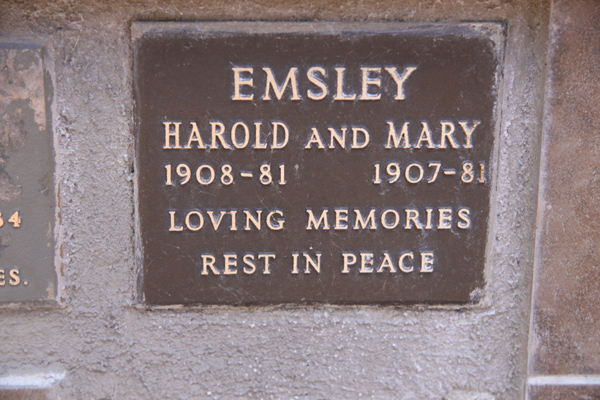 EMSLEY
HAROLD AND MARY
1908-81 1907-81
LOVING MEMORIES
REST IN PEACE